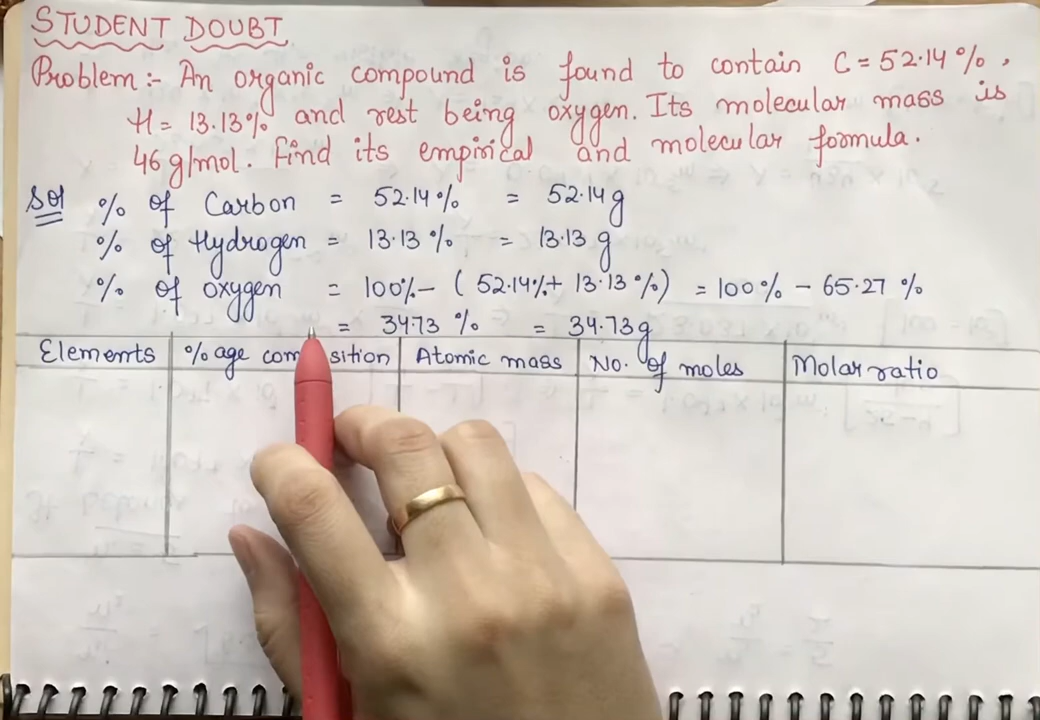 STUDENT DOUBT
Problem:- An organic compound is found to contain C = 52.14%,
H = 13.13% and rest being oxygen. Its molecular mass is
46 g/mol. Find its empirical and molecular formula.
Sol % of Carbon = 52.14% = 52.14g
% of Hydrogen = 13.13% = 13.13 g
% of oxygen = 100%- (52.14%+ 13.13%) = 100% - 65.27 %
= 34.73 % = 34.73g
Elements %age com sition Atomic mass No. of moles Molar ratio